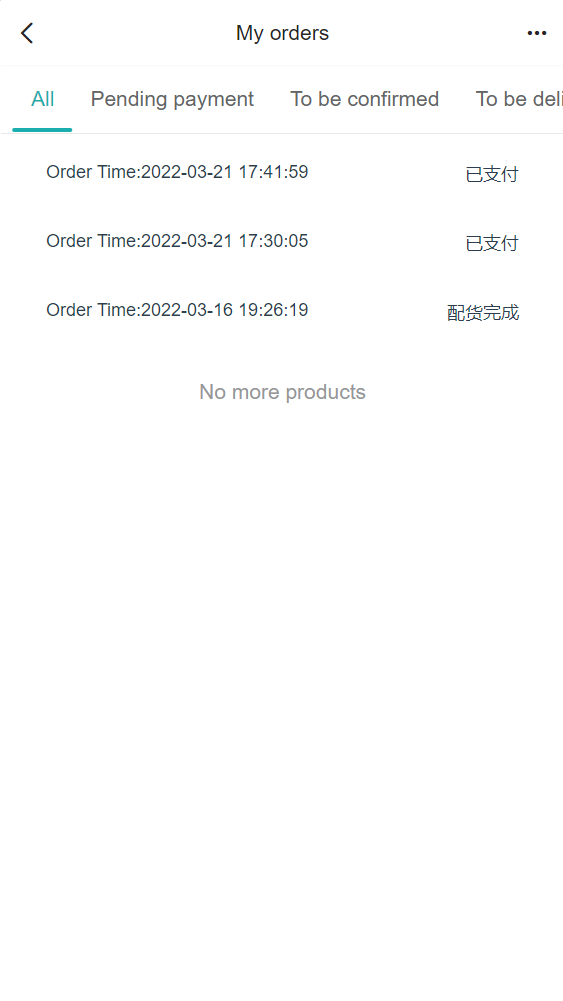 My orders
All Pending payment To be confirmed To be deli
Order Time:2022-03-21 17:41:59 已支付
Order Time:2022-03-21 17:30:05 已支付
Order Time:2022-03-16 19:26:19 配货完成
No more products